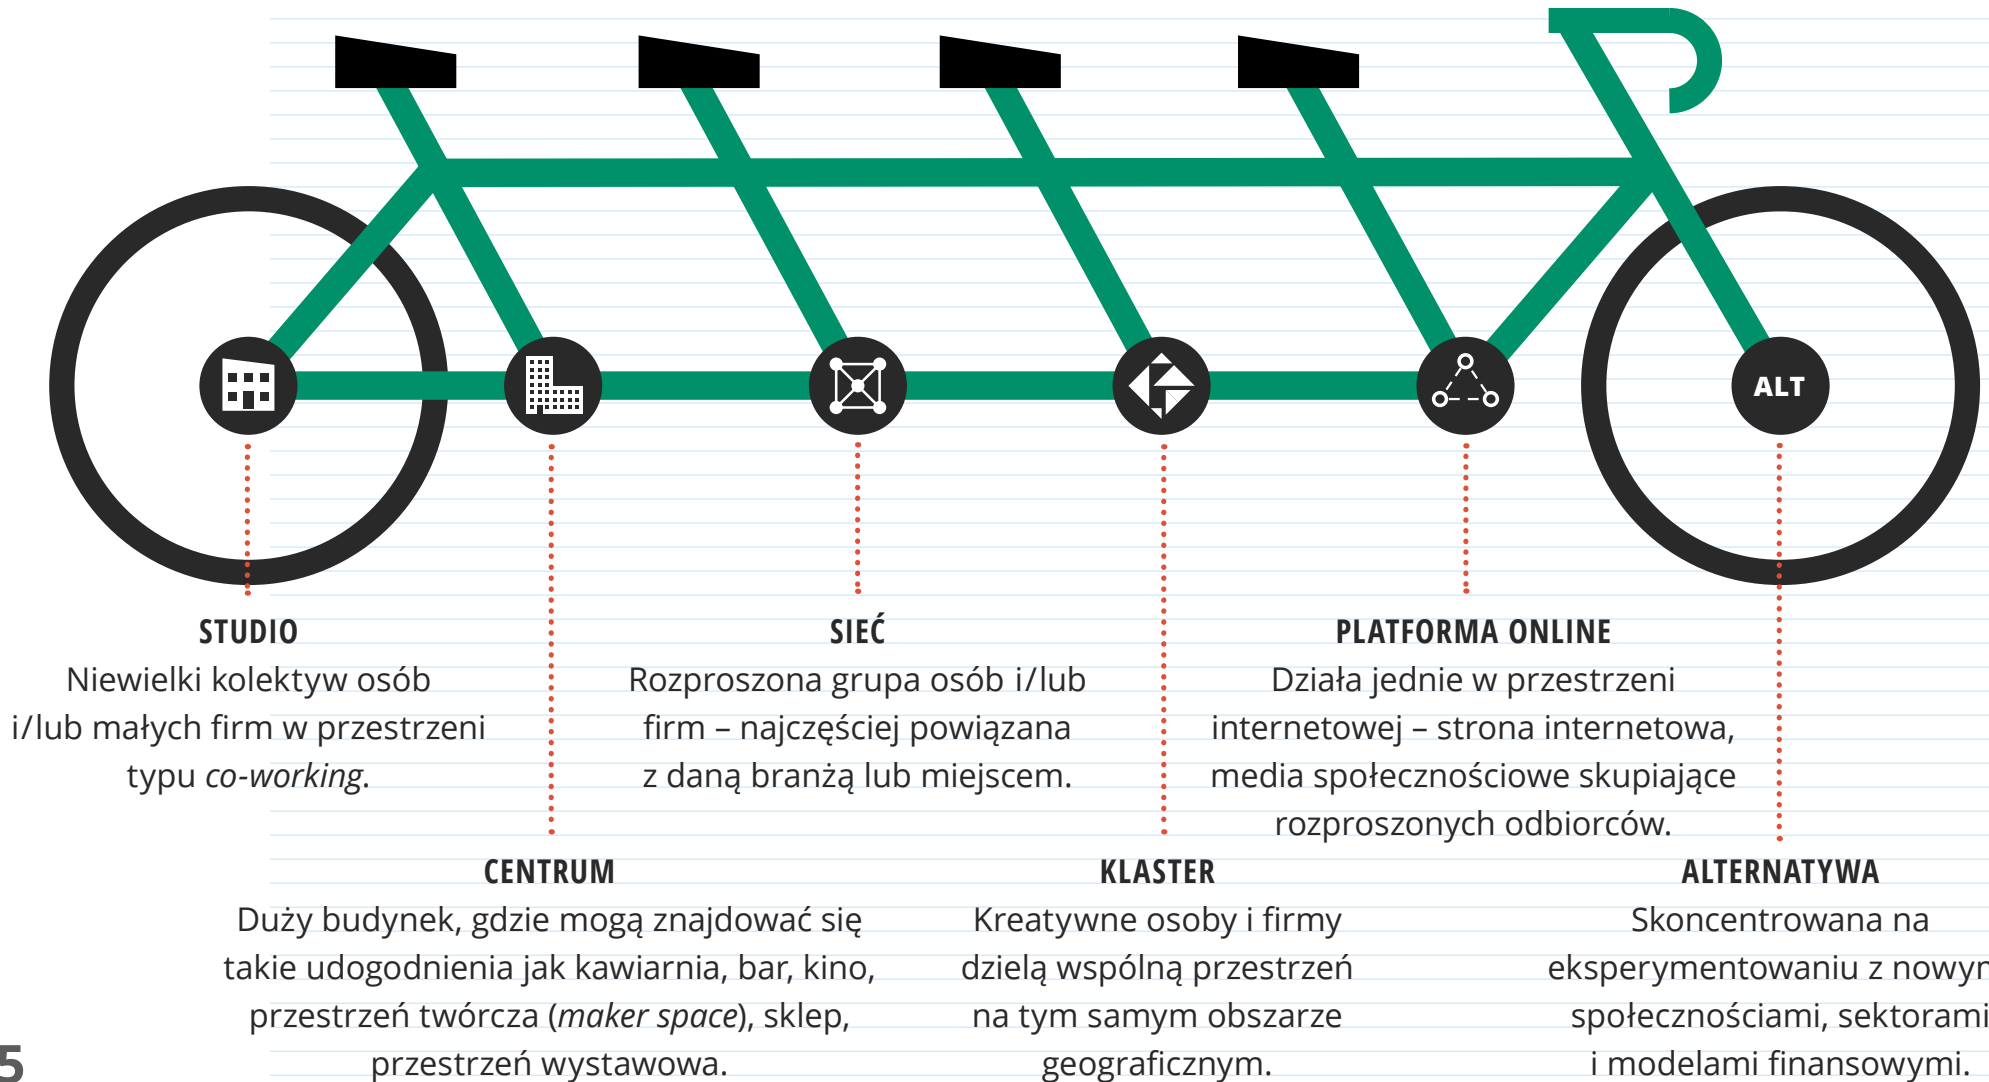 ALT
STUDIO
Niewielki kolektyw osób
i/lub małych firm w przestrzeni
typu co-working.
SIEĆ
Rozproszona grupa osób i/lub
firm – najczęściej powiązana
z daną branżą lub miejscem.
PLATFORMA ONLINE
Działa jednie w przestrzeni
internetowej – strona internetowa,
media społecznościowe skupiające
rozproszonych odbiorców.
CENTRUM
Duży budynek, gdzie mogą znajdować się
takie udogodnienia jak kawiarnia, bar, kino,
przestrzeń twórcza (maker space), sklep,
przestrzeń wystawowa.
KLASTER
Kreatywne osoby i firmy
dzielą wspólną przestrzeń
na tym samym obszarze
geograficznym.
ALTERNATYWA
Skoncentrowana na
eksperymentowaniu z
społecznościami, sektorami
i modelami finansowymi.
5